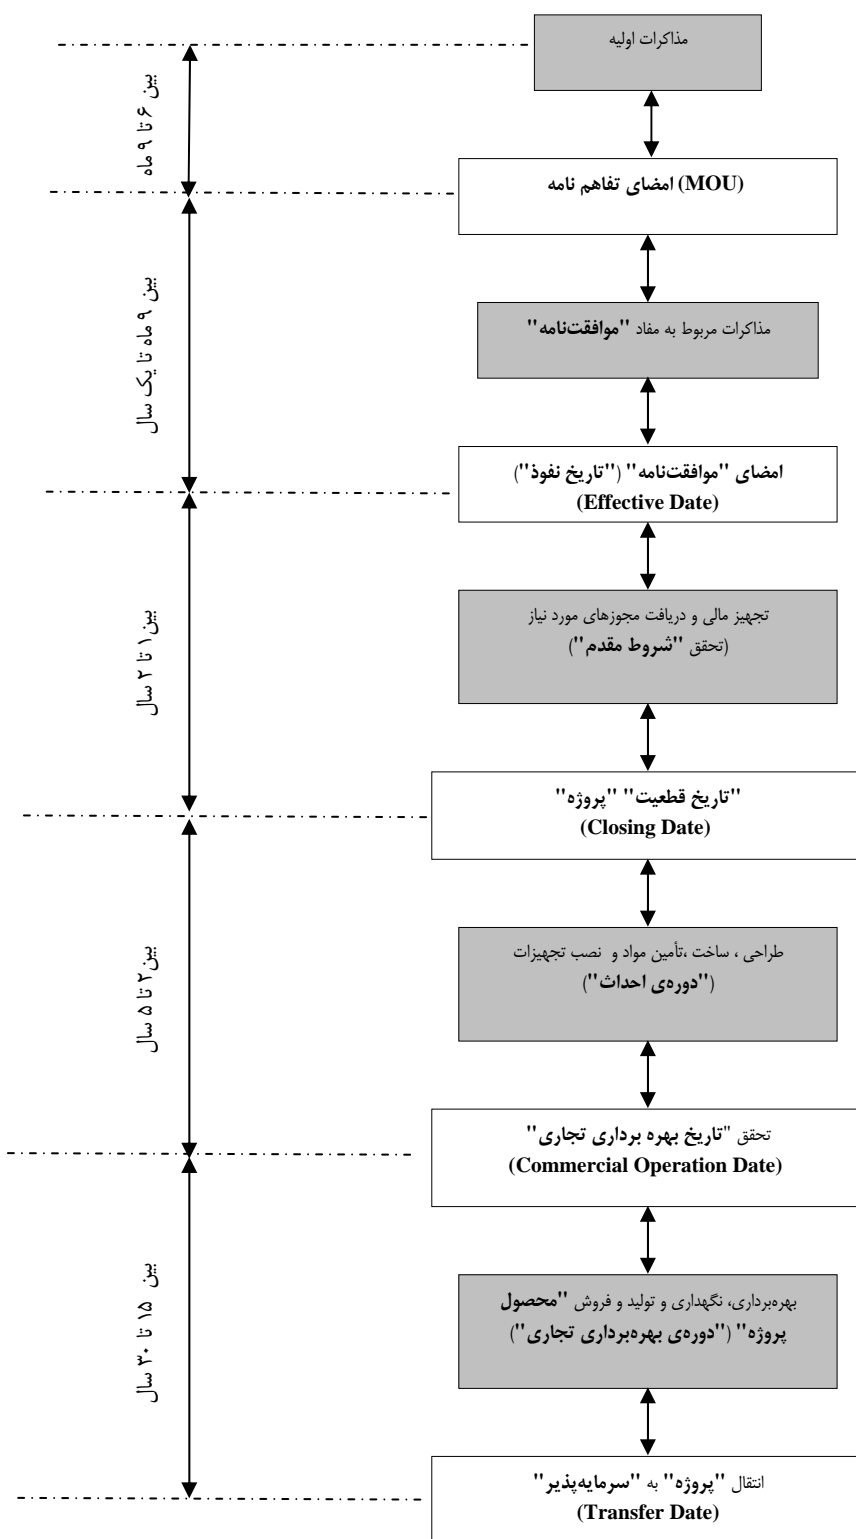 مذاکرات اولیه
بین ۶ تا ۹ ماه
امضای تفاهم نامه (MOU)
بین ۹ ماه تا یک سال
مذاکرات مربوط به مفاد "موافقت‌نامه"
امضای "موافقت‌نامه" ("تاریخ نفوذ")
(Effective Date)
بین ۱ تا ۲ سال
تجهیز مالی و دریافت مجوزهای مورد نیاز
(تحقق "شروط مقدم")
"تاریخ قطعیت" "پروژه"
(Closing Date)
بین ۲ تا ۵ سال
طراحی ، ساخت ،تأمین مواد و نصب تجهیزات
("دوره‌ی احداث")
تحقق "تاریخ بهره برداری تجاری"
(Commercial Operation Date)
بین ۱۵ تا ۳۰ سال
بهره‌برداری، نگهداری و تولید و فروش "محصول
پروژه" ("دوره‌ی بهره‌برداری تجاری")
انتقال "پروژه" به "سرمایه‌پذیر"
(Transfer Date)